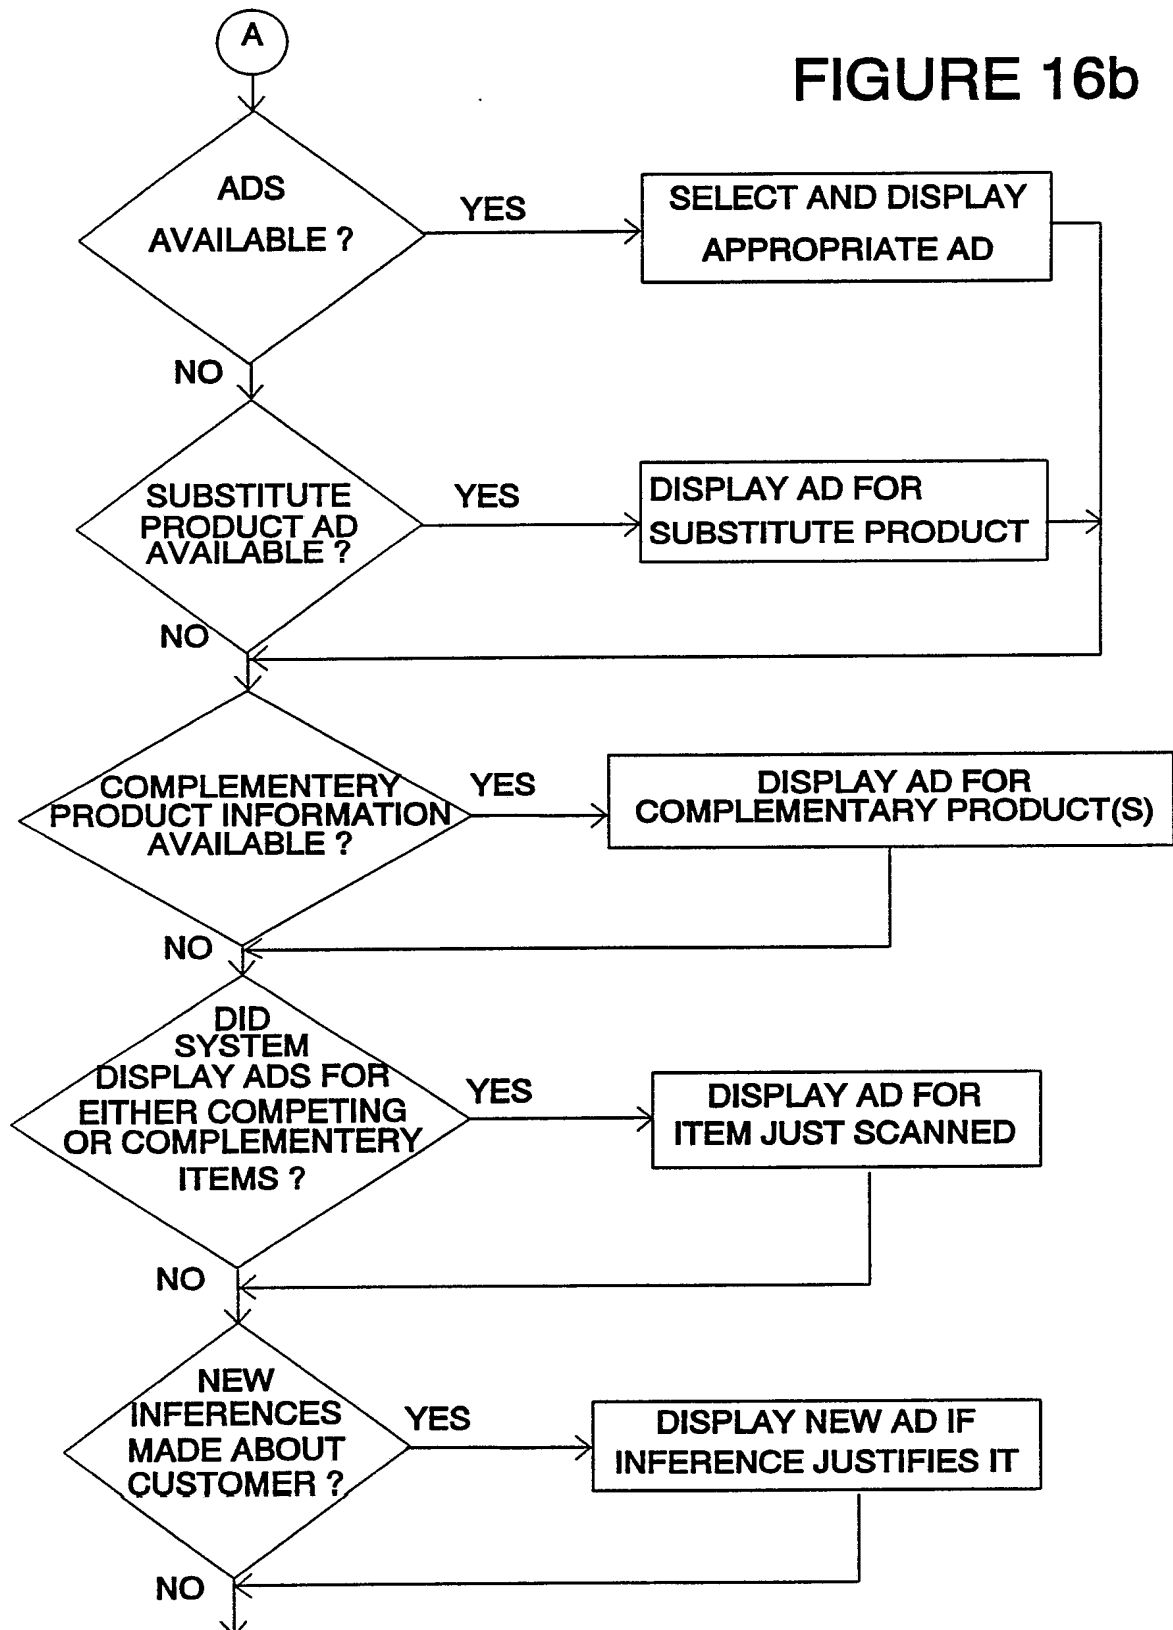 A
FIGURE 16b
ADS
AVAILABLE ?
YES
SELECT AND DISPLAY
APPROPRIATE AD
NO
SUBSTITUTE
PRODUCT AD
AVAILABLE ?
YES
DISPLAY AD FOR
SUBSTITUTE PRODUCT
NO
COMPLEMENTERY
PRODUCT INFORMATION
AVAILABLE ?
YES
DISPLAY AD FOR
COMPLEMENTARY PRODUCT(S)
NO
DID
SYSTEM
DISPLAY ADS FOR
EITHER COMPETING
OR COMPLEMENTERY
ITEMS ?
YES
DISPLAY AD FOR
ITEM JUST SCANNED
NO
NEW
INFERENCES
MADE ABOUT
CUSTOMER ?
YES
DISPLAY NEW AD IF
INFERENCE JUSTIFIES IT
NO